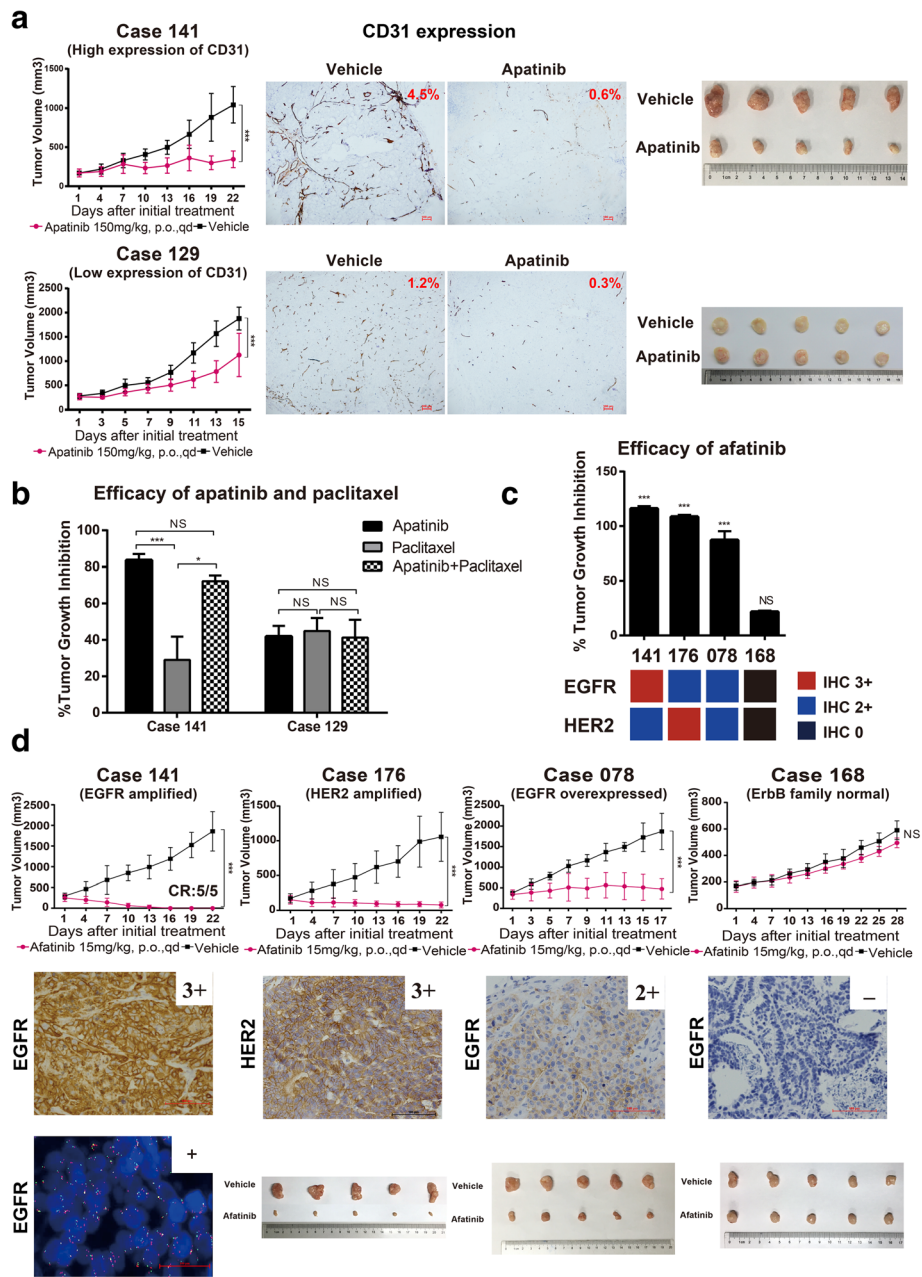 a
Case 141
(High expression of CD31)
CD31 expression
Vehicle
Apatinib
4.5%
0.6%
Vehicle
Apatinib
Tumor Volume (mm3)
1500
1000
500
0
***
1 4 7 10 13 16 19 22
Days after initial treatment
Apatinib 150mg/kg, p.o.,qd Vehicle
Case 129
(Low expression of CD31)
Vehicle
Apatinib
1.2%
0.3%
Vehicle
Apatinib
Tumor Volume (mm3)
2500
2000
1500
1000
500
0
***
1 3 5 7 9 11 13 15
Days after initial treatment
Apatinib 150mg/kg, p.o.,qd Vehicle
b
Efficacy of apatinib and paclitaxel
%Tumor Growth Inhibition
100
80
60
40
20
0
NS
***
*
NS
NS
NS
Apatinib
Paclitaxel
Apatinib+Paclitaxel
Case 141
Case 129
c
Efficacy of afatinib
% Tumor Growth Inhibition
150
100
50
0
***
***
***
NS
141 176 078 168
EGFR
HER2
IHC 3+
IHC 2+
IHC 0
d
Case 141
(EGFR amplified)
Tumor Volume (mm3)
2500
2000
1500
1000
500
0
CR:5/5
***
1 4 7 10 13 16 19 22
Days after initial treatment
Afatinib 15mg/kg, p.o.,qd Vehicle
Case 176
(HER2 amplified)
Tumor Volume (mm3)
1500
1000
500
0
***
1 4 7 10 13 16 19 22
Days after initial treatment
Afatinib 15mg/kg, p.o.,qd Vehicle
Case 078
(EGFR overexpressed)
Tumor Volume (mm3)
2500
2000
1500
1000
500
0
***
1 3 5 7 9 11 13 15 17
Days after initial treatment
Afatinib 15mg/kg, p.o.,qd Vehicle
Case 168
(ErbB family normal)
Tumor Volume (mm3)
800
600
400
200
0
NS
1 4 7 10 13 16 19 22 25 28
Days after initial treatment
Afatinib 15mg/kg, p.o.,qd Vehicle
EGFR
3+
HER2
3+
EGFR
2+
EGFR
–
EGFR
+
Vehicle
Afatinib
Vehicle
Afatinib
Vehicle
Afatinib